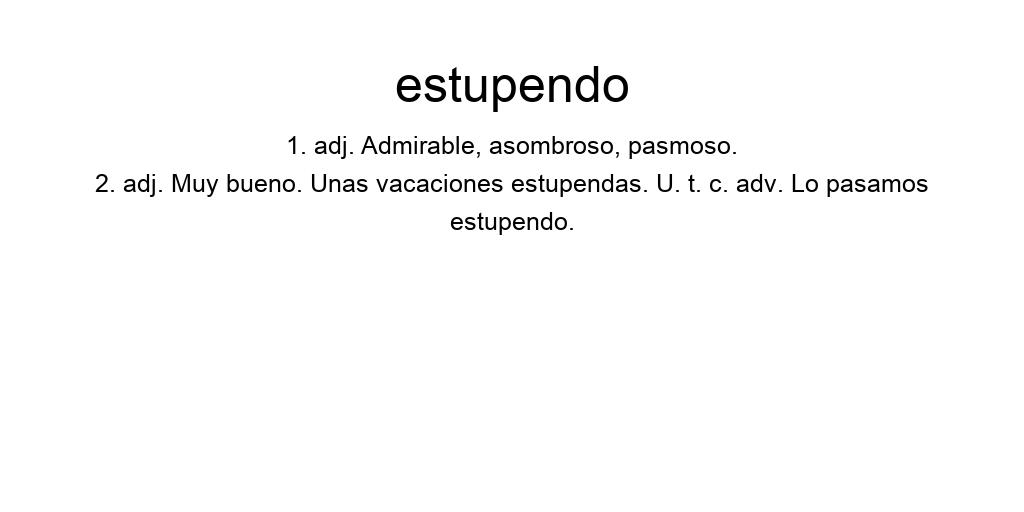 estupendo
1. adj. Admirable, asombroso, pasmoso.
2. adj. Muy bueno. Unas vacaciones estupendas. U. t. c. adv. Lo pasamos
estupendo.